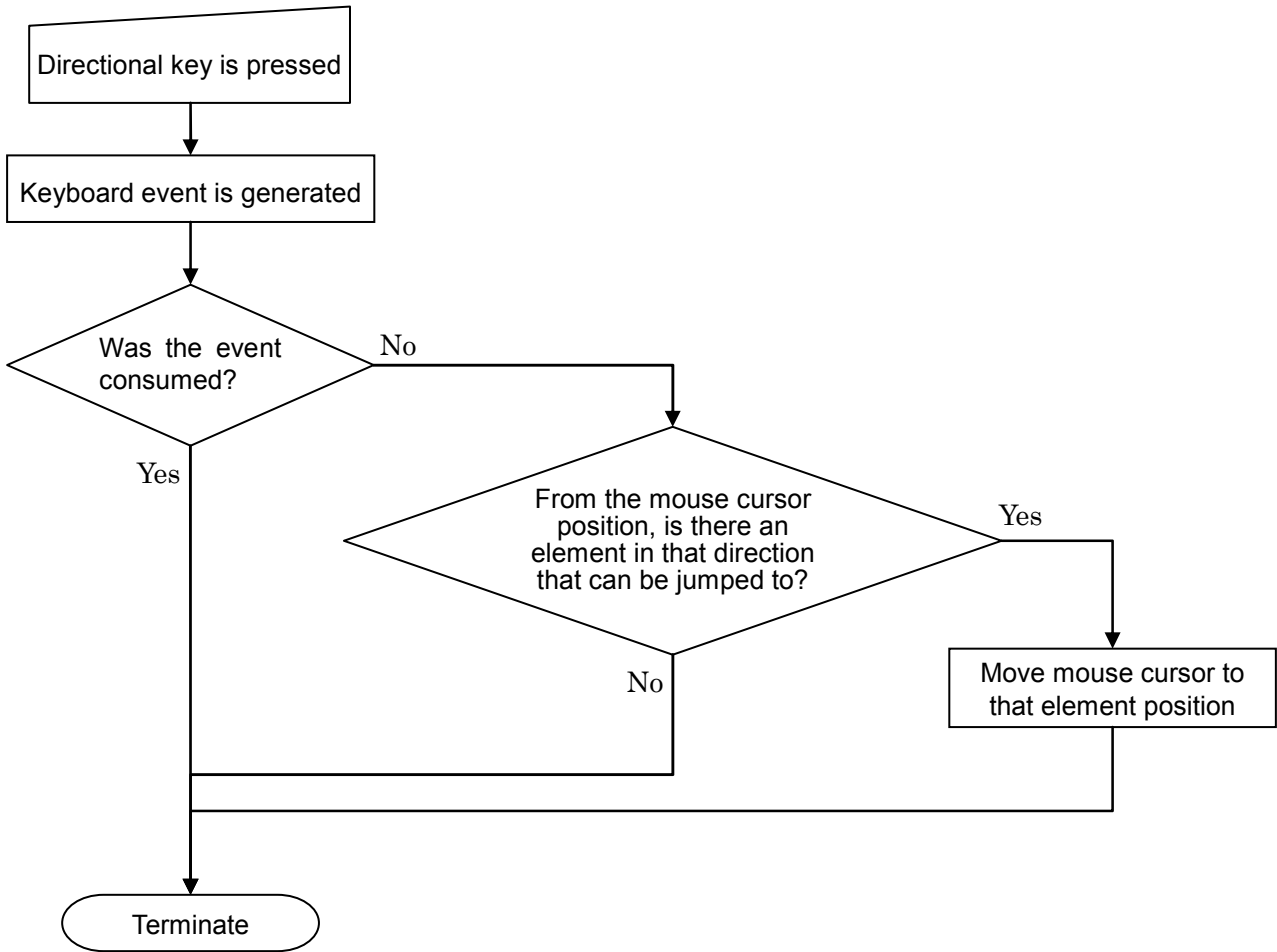 Directional key is pressed
Keyboard event is generated
Was the event
consumed?
No
Yes
From the mouse cursor
position, is there an
element in that direction
that can be jumped to?
Yes
No
Move mouse cursor to
that element position
Terminate